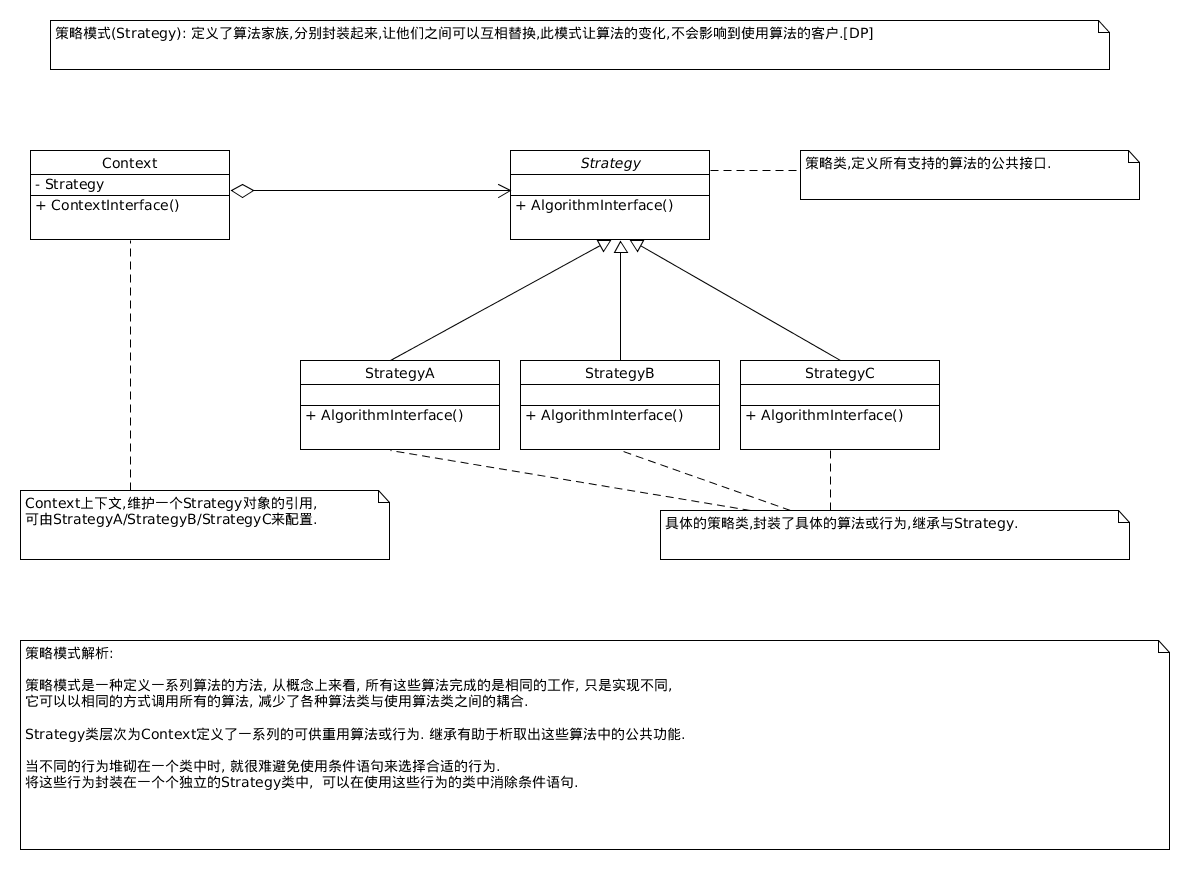 策略模式(Strategy): 定义了算法家族,分别封装起来,让他们之间可以互相替换,此模式让算法的变化,不会影响到使用算法的客户.[DP]
Context
- Strategy
+ ContextInterface()
Strategy
+ AlgorithmInterface()
策略类,定义所有支持的算法的公共接口.
StrategyA
+ AlgorithmInterface()
StrategyB
+ AlgorithmInterface()
StrategyC
+ AlgorithmInterface()
Context上下文,维护一个Strategy对象的引用,
可由StrategyA/StrategyB/StrategyC来配置.
具体的策略类,封装了具体的算法或行为,继承与Strategy.
策略模式解析:
策略模式是一种定义一系列算法的方法, 从概念上来看, 所有这些算法完成的是相同的工作, 只是实现不同,
它可以以相同的方式调用所有的算法, 减少了各种算法类与使用算法类之间的耦合.
Strategy类层次为Context定义了一系列的可供重用算法或行为. 继承有助于析取出这些算法中的公共功能.
当不同的行为堆砌在一个类中时, 就很难避免使用条件语句来选择合适的行为.
将这些行为封装在一个个独立的Strategy类中,  可以在使用这些行为的类中消除条件语句.